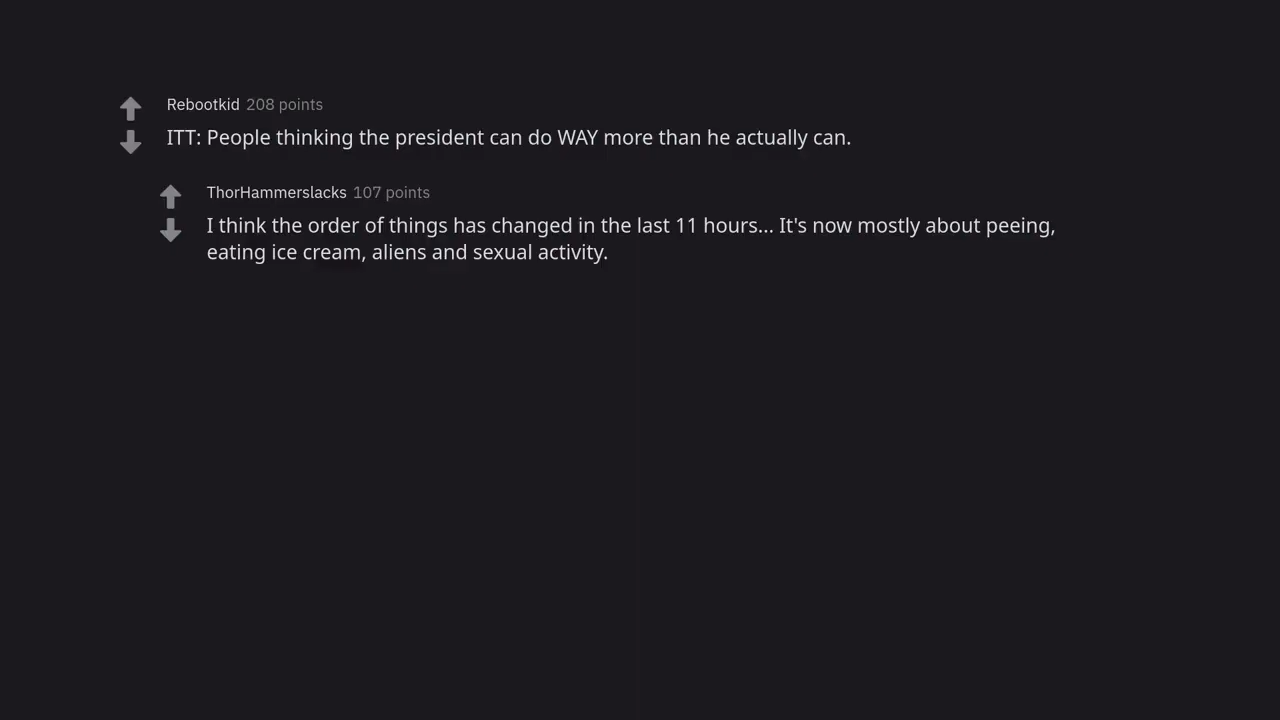 Rebootkid 208 points
ITT: People thinking the president can do WAY more than he actually can.
ThorHammerslacks 107 points
I think the order of things has changed in the last 11 hours... It's now mostly about peeing,
eating ice cream, aliens and sexual activity.